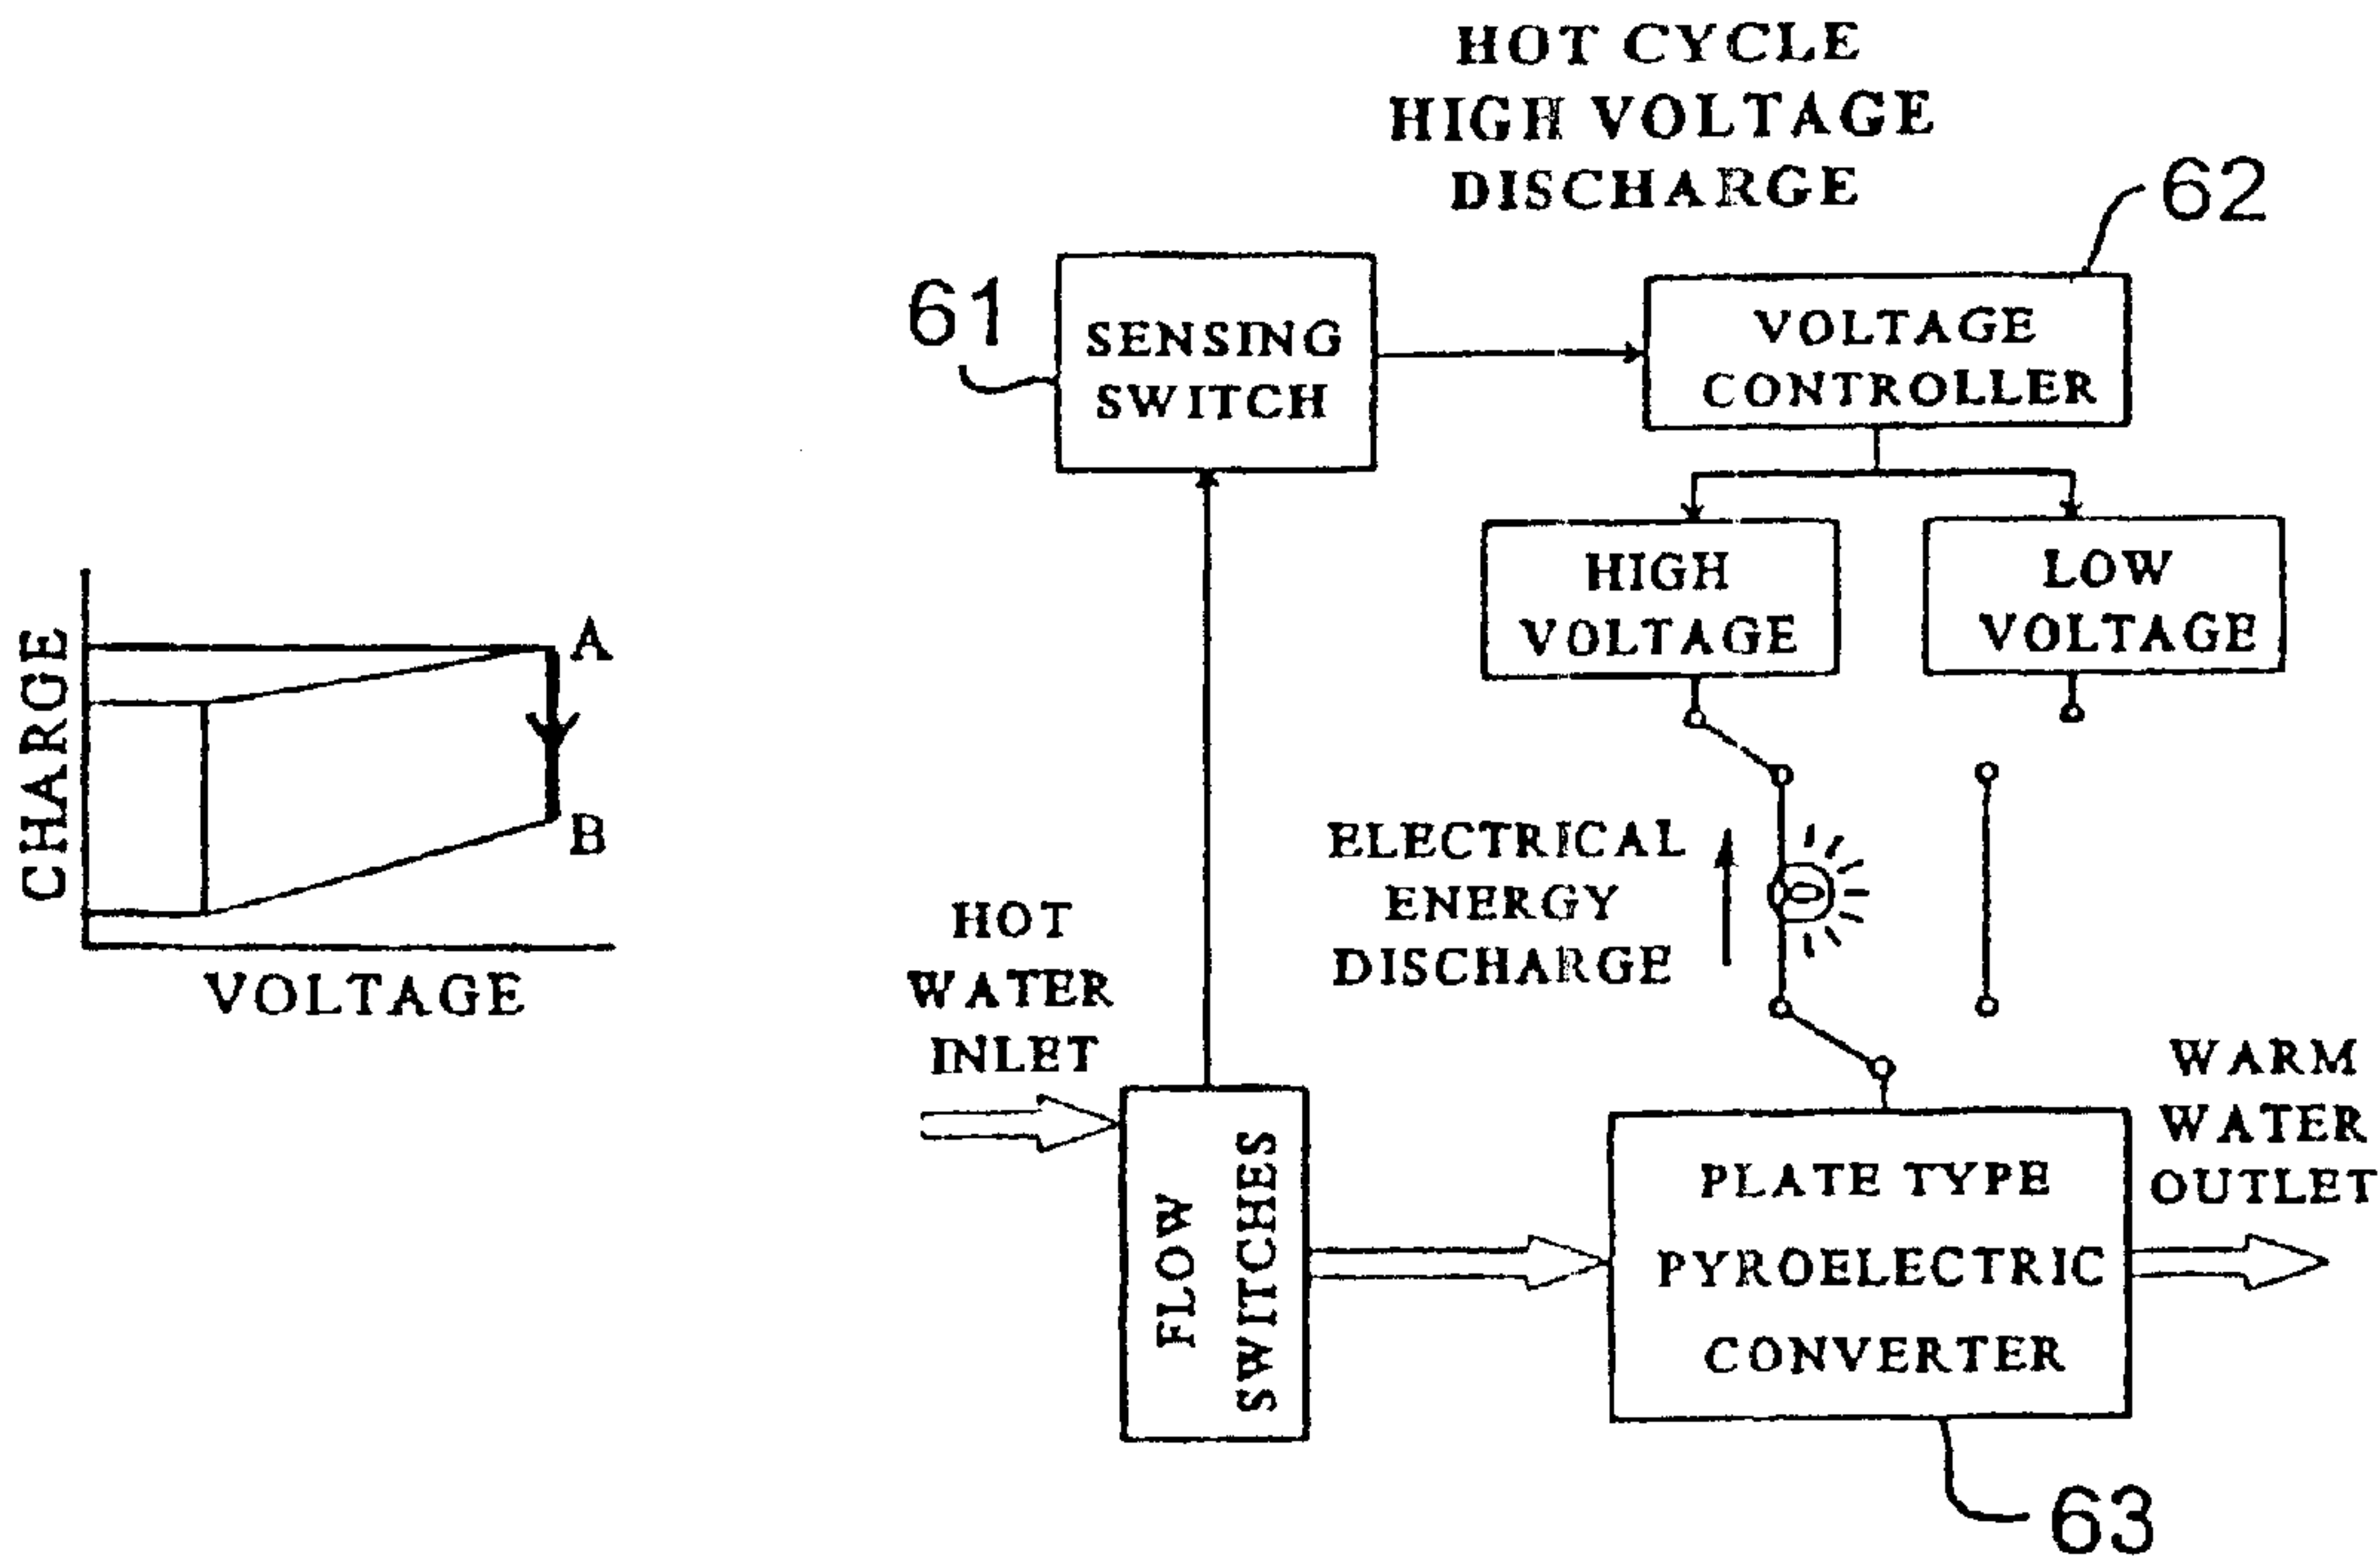 HOT CYCLE
HIGH VOLTAGE
DISCHARGE
62
61
SENSING
SWITCH
VOLTAGE
CONTROLLER
HIGH
VOLTAGE
LOW
VOLTAGE
CHARGE
A
B
VOLTAGE
ELECTRICAL
ENERGY
DISCHARGE
HOT
WATER
INLET
FLOW
SWITCHES
PLATE TYPE
PYROELECTRIC
CONVERTER
WARM
WATER
OUTLET
63